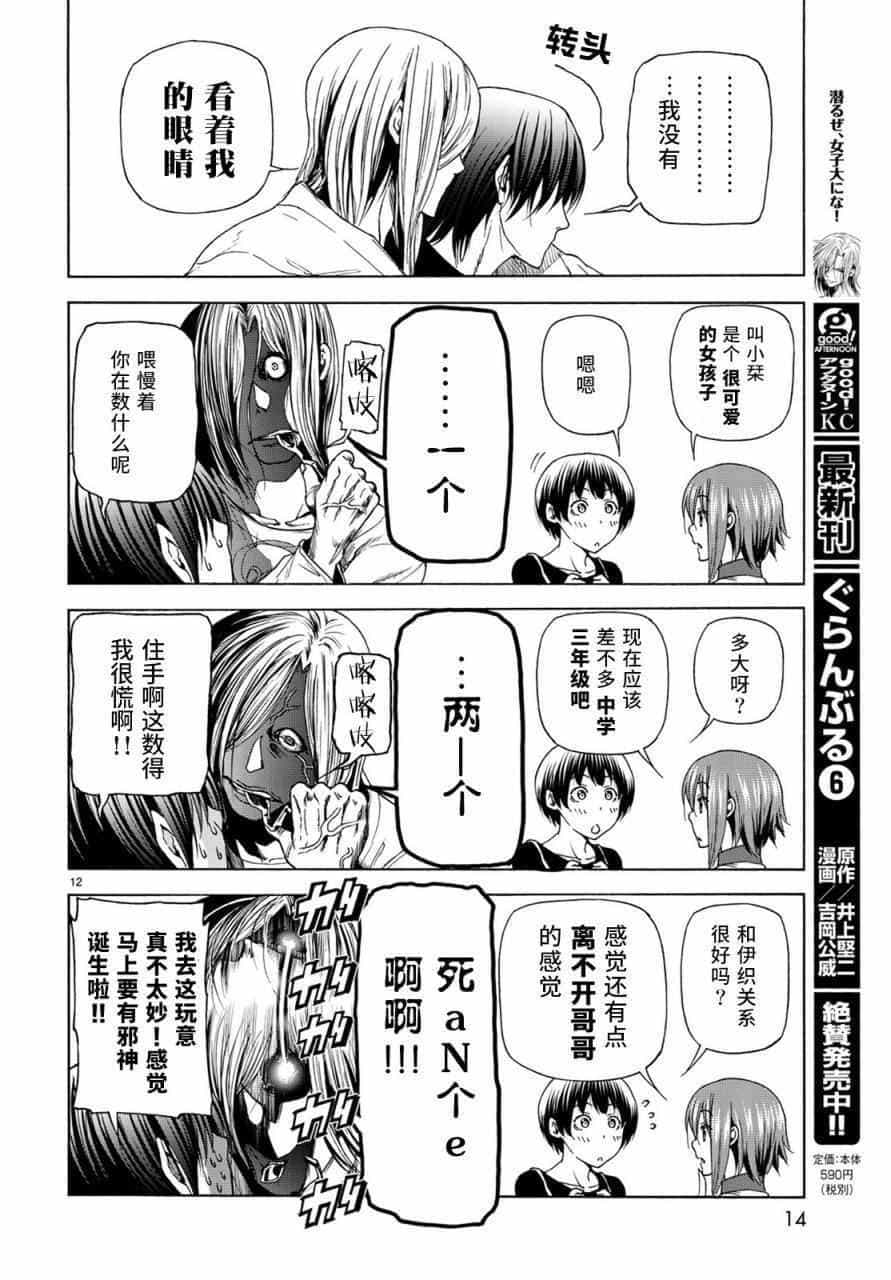 …………
……我没有
转头
看着我
的眼睛
叫小栞
是个很可爱
的女孩子
嗯
嗯
…一个
喀吱
喂慢着
你在数什么呢
多大呀？
现在应该
差不多中学
三年级吧
…两个
喀喀吱
住手啊这数得
我很慌啊!!
12
和伊织关系
很好吗？
感觉还有点
离不开哥哥
的感觉
死aN个e
啊啊
啊!!!
カッ
カッ
カッ
カッ
カッ
我去这玩意
真不太妙！感觉
马上要有邪神
诞生啦!!
潜るぜ、女子大にな！
good!
AFTERNOON
good!
アフタヌーン
KC
最新刊
ぐらんぶる6
原作／井上堅二
漫画／吉岡公威
絶賛発売中!!
定価：本体
590円
（税別）
14